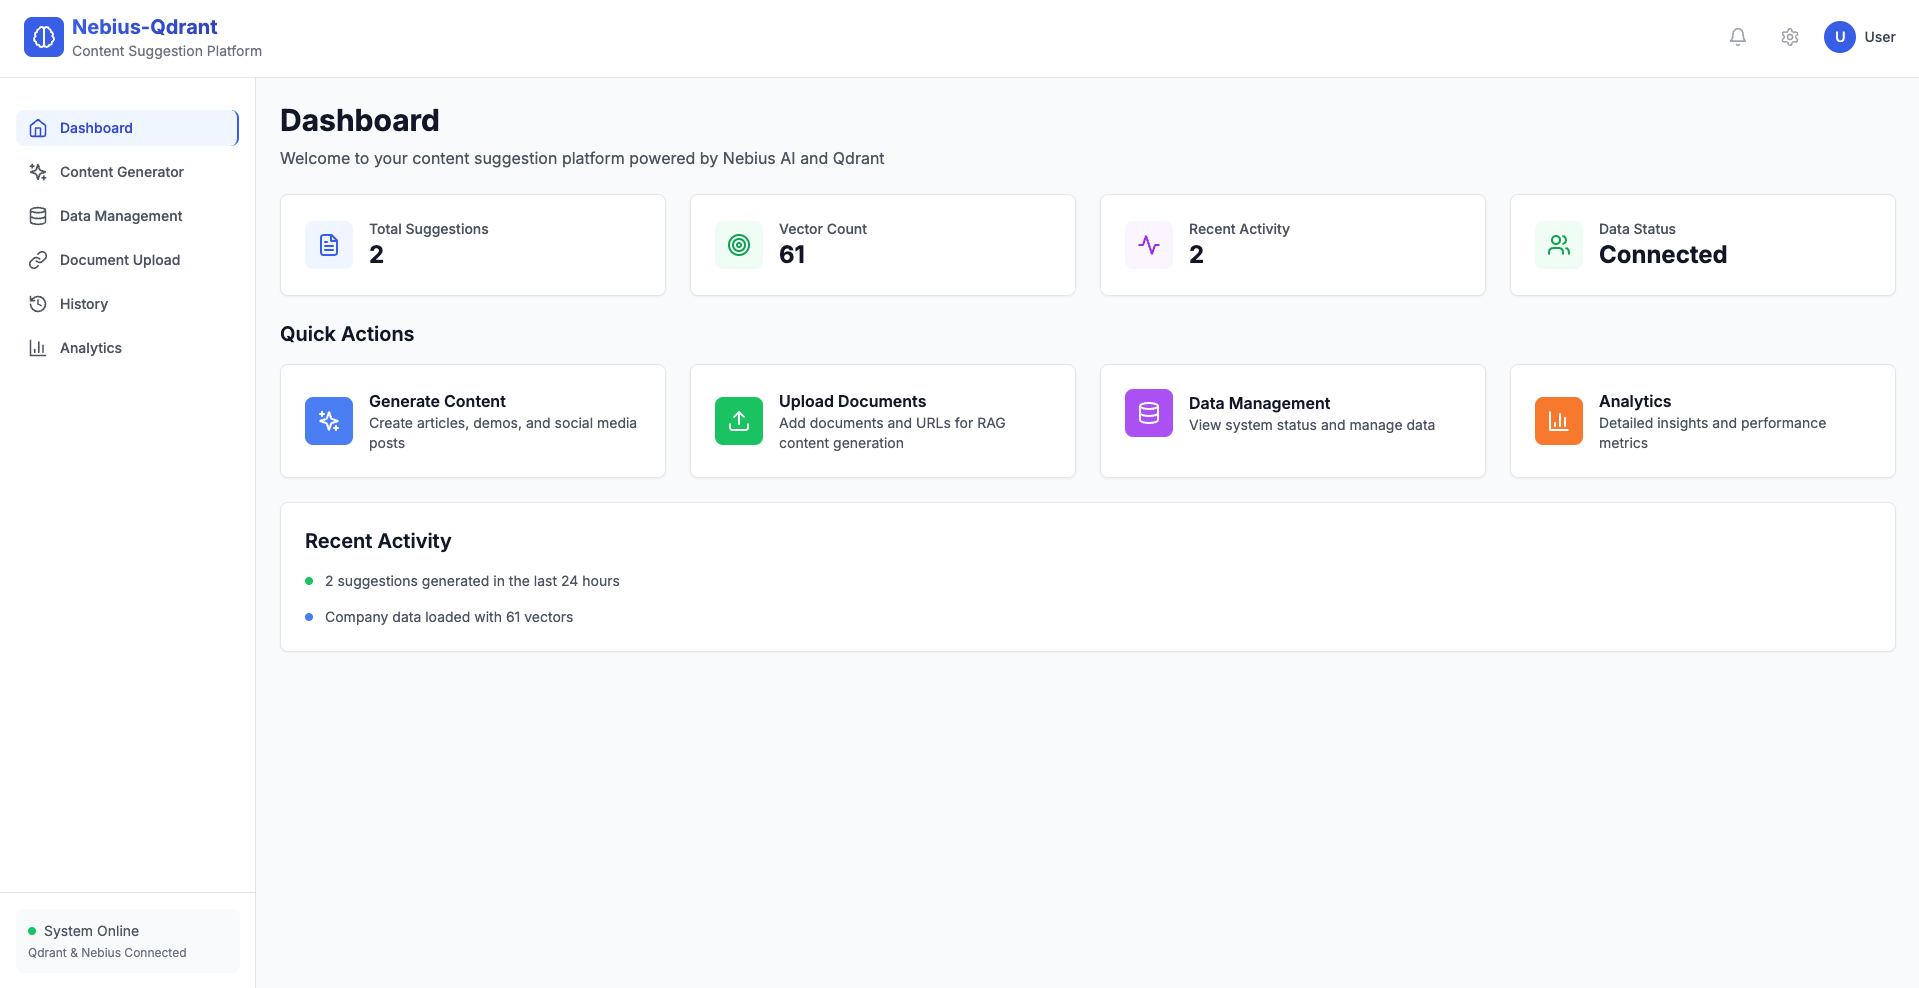 Nebius-Qdrant
Content Suggestion Platform
U
User
Dashboard
Content Generator
Data Management
Document Upload
History
Analytics
System Online
Qdrant & Nebius Connected
Dashboard
Welcome to your content suggestion platform powered by Nebius AI and Qdrant
Total Suggestions
2
Vector Count
61
Recent Activity
2
Data Status
Connected
Quick Actions
Generate Content
Create articles, demos, and social media
posts
Upload Documents
Add documents and URLs for RAG
content generation
Data Management
View system status and manage data
Analytics
Detailed insights and performance
metrics
Recent Activity
2 suggestions generated in the last 24 hours
Company data loaded with 61 vectors